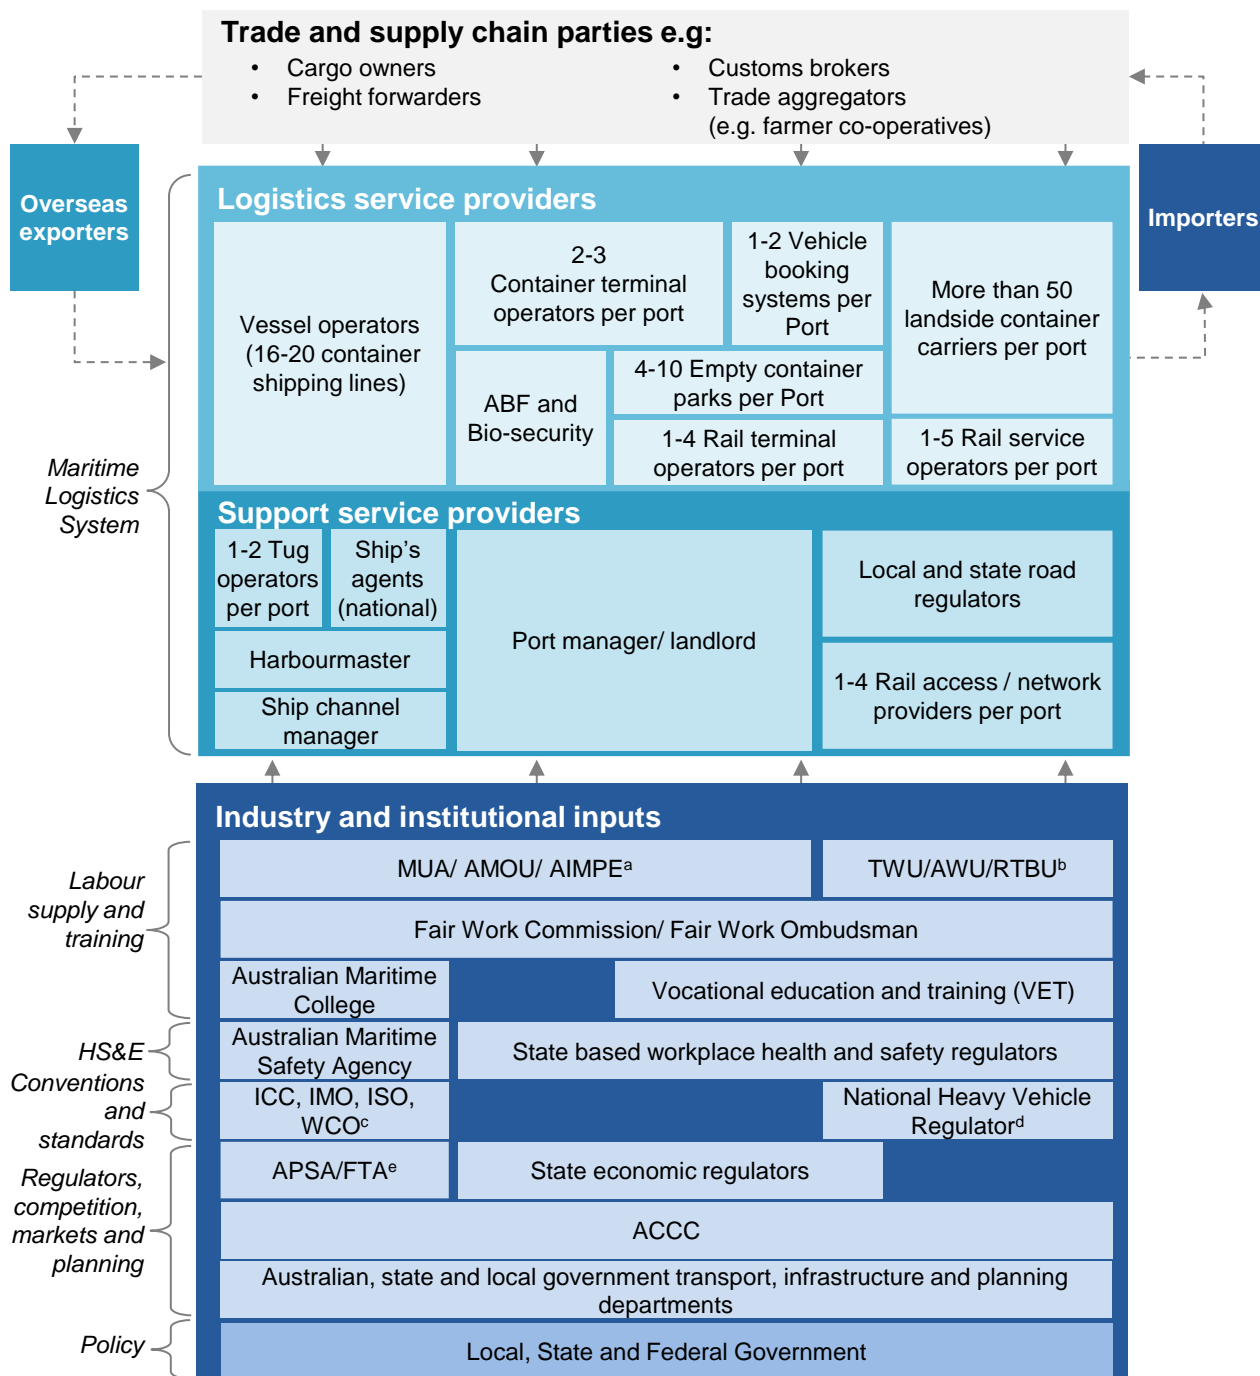 Trade and supply chain parties e.g:
• Cargo owners
• Freight forwarders
• Customs brokers
• Trade aggregators
(e.g. farmer co-operatives)
Overseas
exporters
Importers
Logistics service providers
Vessel operators
(16-20 container
shipping lines)
2-3
Container terminal
operators per port
1-2 Vehicle
booking
systems per
Port
More than 50
landside container
carriers per port
ABF and
Bio-security
4-10 Empty container
parks per Port
1-4 Rail terminal
operators per port
1-5 Rail service
operators per port
Maritime
Logistics
System
Support service providers
1-2 Tug
operators
per port
Ship's
agents
(national)
Harbourmaster
Ship channel
manager
Port manager/ landlord
Local and state road
regulators
1-4 Rail access / network
providers per port
Industry and institutional inputs
Labour
supply and
training
MUA/ AMOU/ AIMPEᵃ
TWU/AWU/RTBUᵇ
Fair Work Commission/ Fair Work Ombudsman
Australian Maritime
College
Vocational education and training (VET)
HS&E
Australian Maritime
Safety Agency
State based workplace health and safety regulators
Conventions
and
standards
ICC, IMO, ISO,
WCOᶜ
National Heavy Vehicle
Regulatorᵈ
Regulators,
competition,
markets and
planning
APSA/FTAᵉ
State economic regulators
ACCC
Australian, state and local government transport, infrastructure and planning
departments
Policy
Local, State and Federal Government